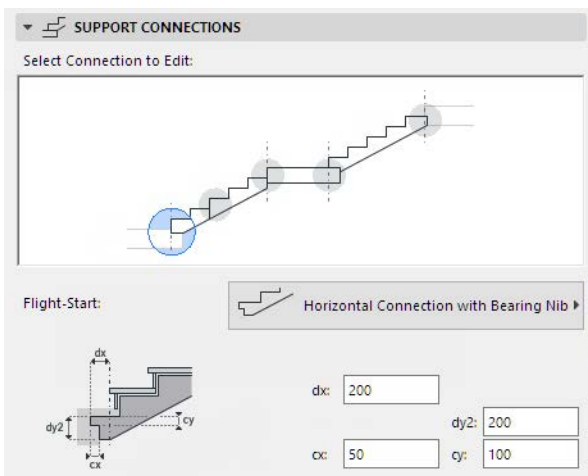 SUPPORT CONNECTIONS
Select Connection to Edit:
Flight-Start:
Horizontal Connection with Bearing Nib
dx
dy2
cy
cx
dx: 200
dy2: 200
cx: 50
cy: 100